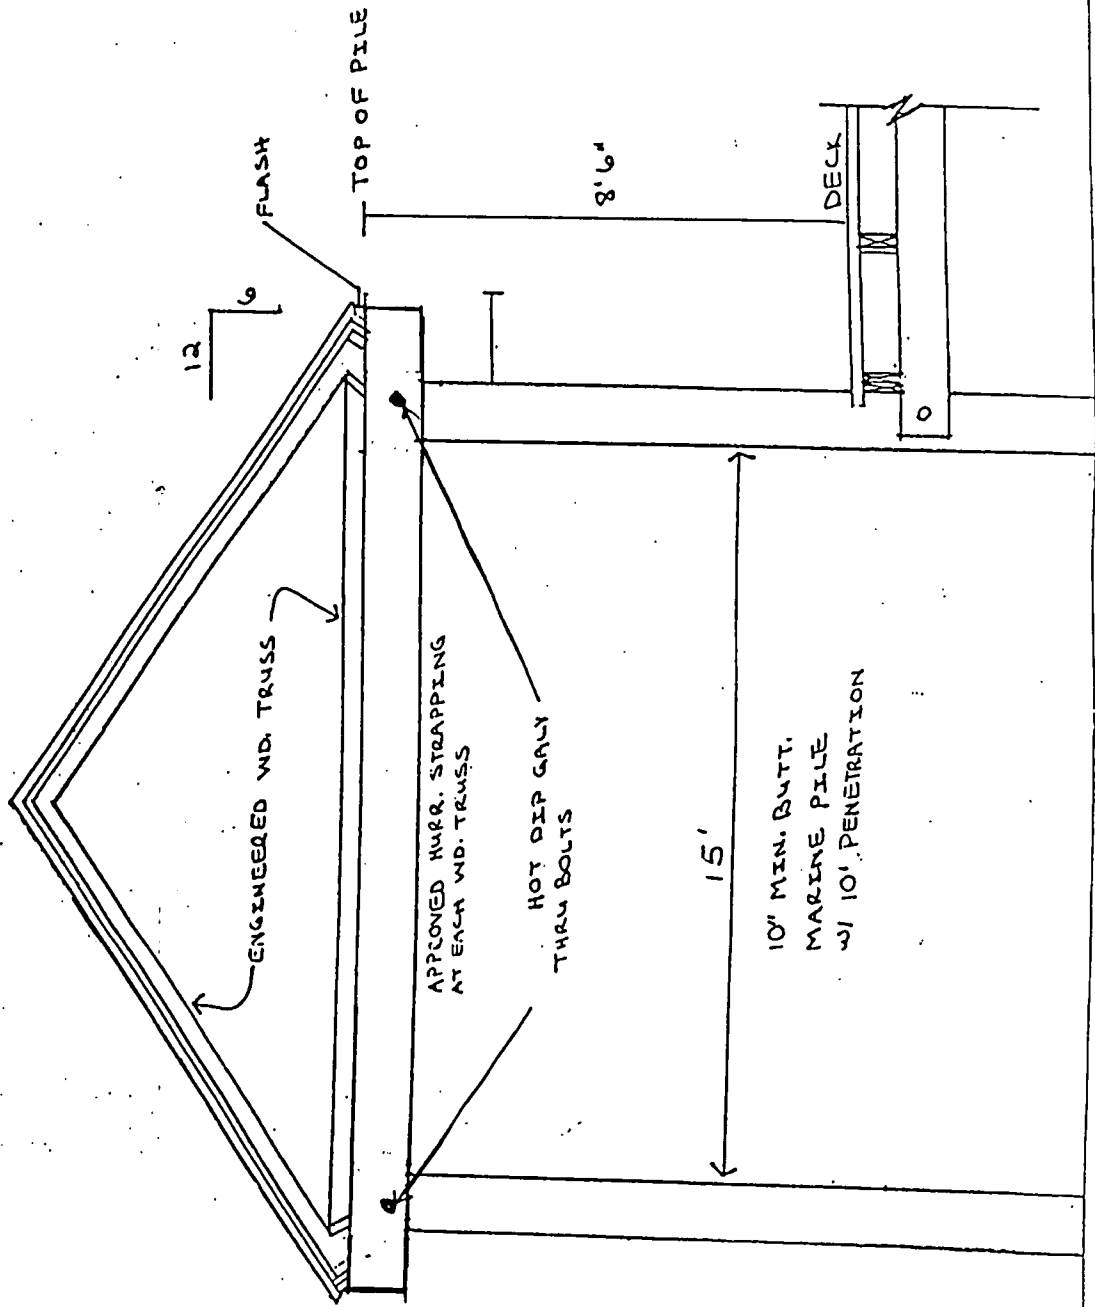 12
6
FLASH
TOP OF PILE
ENGINEERED WD. TRUSS
APPROVED HURR. STRAPPING
AT EACH WD. TRUSS
HOT DIP GALV
THRU BOLTS
8'6"
DECK
15'
10" MIN. BUTT.
MARINE PILE
W/ 10' PENETRATION